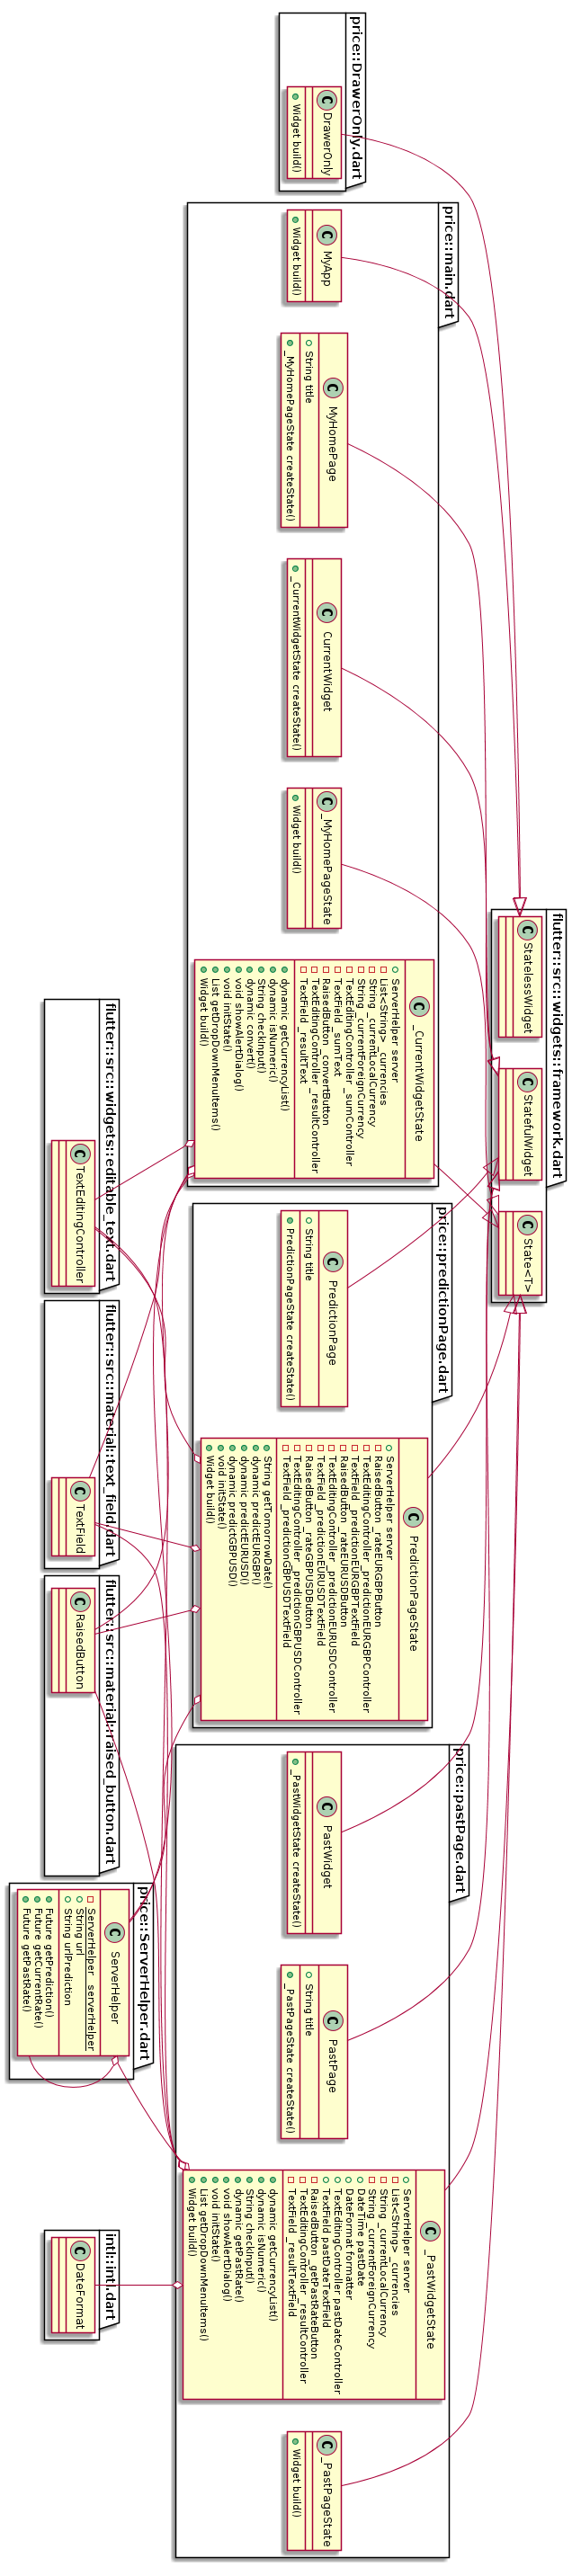 price::DrawerOnly.dart
C DrawerOnly
Widget build()
price::main.dart
C MyApp
Widget build()
C MyHomePage
String title
_MyHomePageState createState()
C CurrentWidget
_CurrentWidgetState createState()
C _MyHomePageState
Widget build()
C _CurrentWidgetState
ServerHelper server
List<String> _currencies
String _currentLocalCurrency
String _currentForeignCurrency
TextEditingController _sumController
TextField _sumText
RaisedButton _convertButton
TextEditingController _resultController
TextField _resultText
dynamic getCurrencyList()
dynamic isNumeric()
String checkInput()
dynamic convert()
void showAlertDialog()
void initState()
List getDropDownMenuItems()
Widget build()
flutter::src::widgets::framework.dart
C StatelessWidget
C StatefulWidget
C State<T>
price::predictionPage.dart
C PredictionPage
String title
PredictionPageState createState()
C PredictionPageState
ServerHelper server
RaisedButton _rateEURGBPButton
TextEditingController _predictionEURGBPController
TextField _predictionEURGBPTextField
RaisedButton _rateEURUSDButton
TextEditingController _predictionEURUSDController
TextField _predictionEURUSDTextField
RaisedButton _rateGBPUSDButton
TextEditingController _predictionGBPUSDController
TextField _predictionGBPUSDTextField
String getTomorrowDate()
dynamic predictEURGBP()
dynamic predictEURUSD()
dynamic predictGBPUSD()
void initState()
Widget build()
price::pastPage.dart
C PastWidget
_PastWidgetState createState()
C PastPage
String title
_PastPageState createState()
C _PastWidgetState
ServerHelper server
List<String> _currencies
String _currentLocalCurrency
String _currentForeignCurrency
DateTime pastDate
DateFormat formatter
TextEditingController pastDateController
TextField pastDateTextField
RaisedButton _getPastRateButton
TextEditingController _resultController
TextField _resultTextField
dynamic getCurrencyList()
dynamic isNumeric()
String checkInput()
dynamic getPastRate()
void showAlertDialog()
void initState()
List getDropDownMenuItems()
Widget build()
C _PastPageState
Widget build()
flutter::src::widgets::editable_text.dart
C TextEditingController
flutter::src::material::text_field.dart
C TextField
flutter::src::material::raised_button.dart
C RaisedButton
price::ServerHelper.dart
C ServerHelper
ServerHelper _serverHelper
String url
String urlPrediction
Future getPrediction()
Future getCurrentRate()
Future getPastRate()
intl::intl.dart
C DateFormat